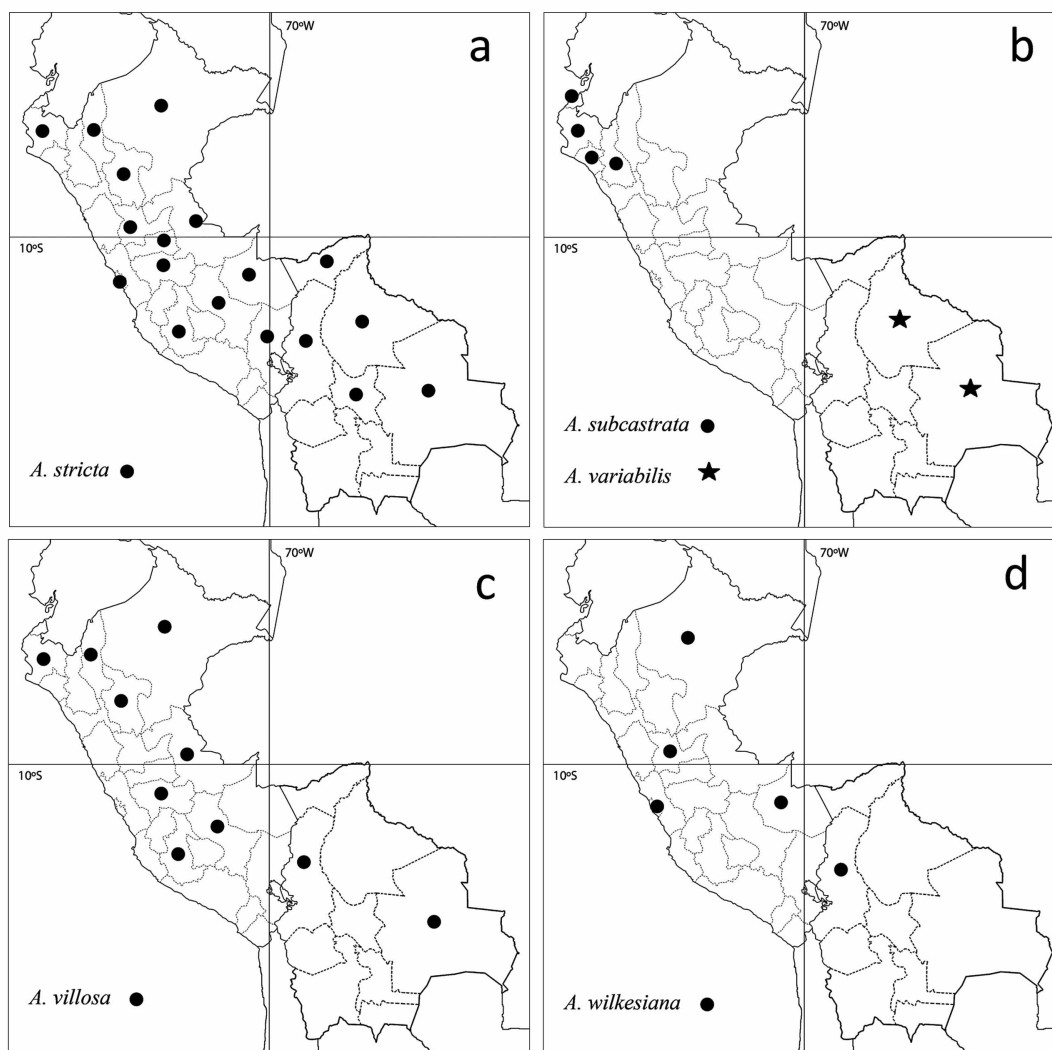 a
70ºW
10ºS
A. stricta
b
70ºW
10ºS
A. subcastrata
A. variabilis
c
70ºW
10ºS
A. villosa
d
70ºW
10ºS
A. wilkesiana